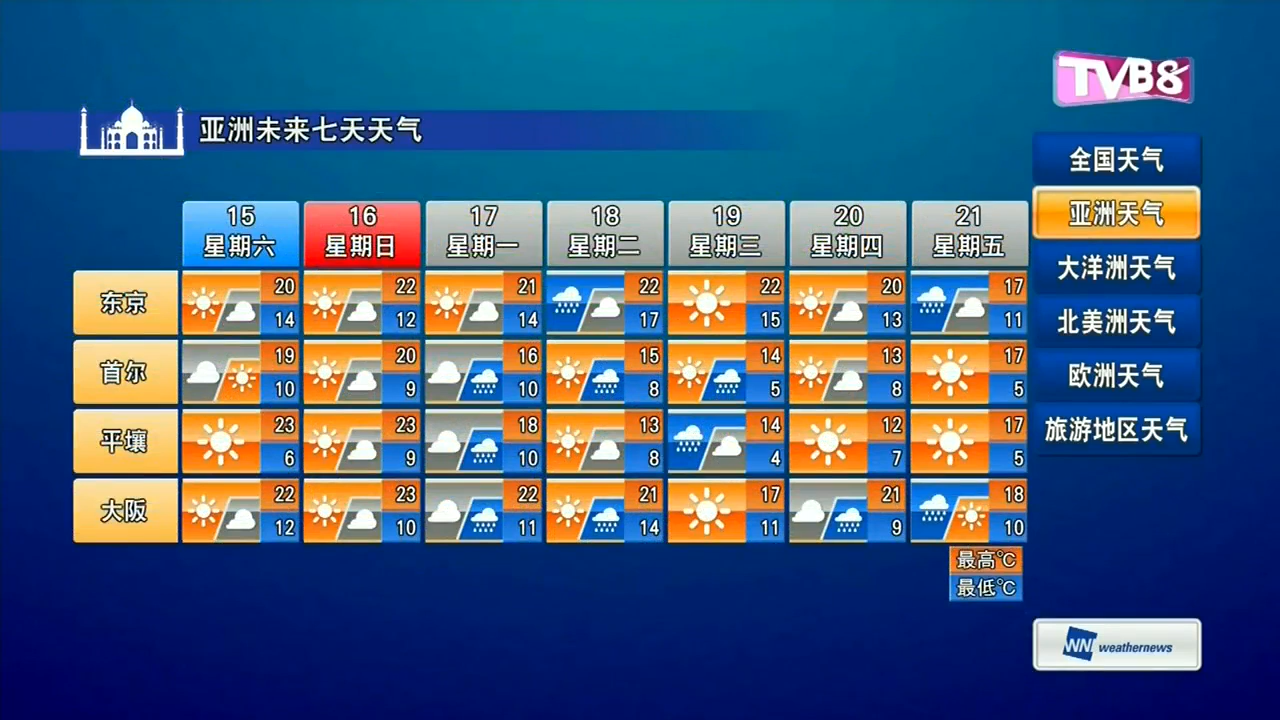 TVB8
亚洲未来七天天气
全国天气
亚洲天气
大洋洲天气
北美洲天气
欧洲天气
旅游地区天气
15 16 17 18 19 20 21
星期六 星期日 星期一 星期二 星期三 星期四 星期五
东京
20 22 21 22 22 20 17
14 12 14 17 15 13 11
首尔
19 20 16 15 14 13 17
10 9 10 8 5 8 5
平壤
23 23 18 13 14 12 17
6 9 10 8 4 7 5
大阪
22 23 22 21 17 21 18
12 10 11 14 11 9 10
最高℃
最低℃
WNI weathernews